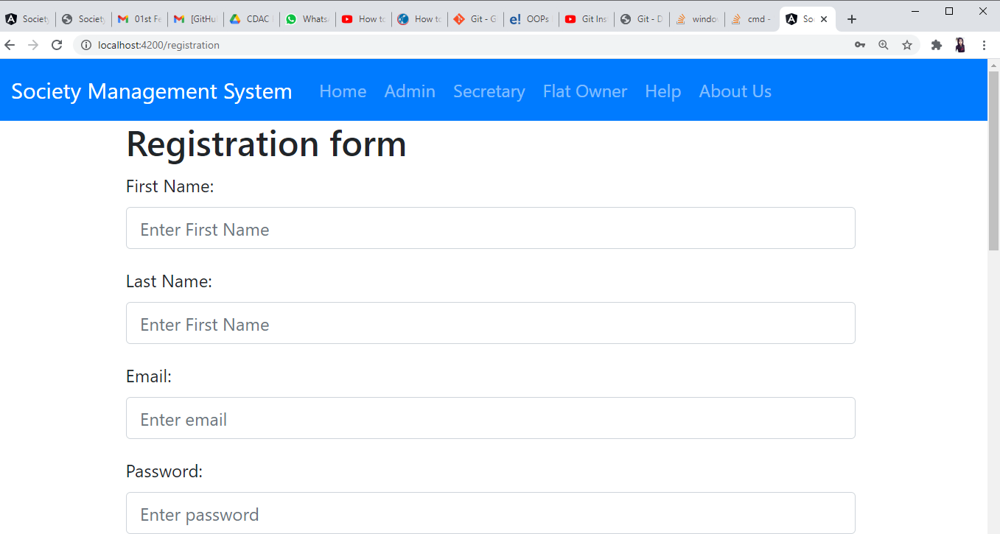 Society Society 01st Fe [GitHu CDAC Whats How to How to Git - G OOPs Git Ins Git - D windo cmd - So
localhost:4200/registration
Society Management System Home Admin Secretary Flat Owner Help About Us
Registration form
First Name:
Enter First Name
Last Name:
Enter First Name
Email:
Enter email
Password:
Enter password